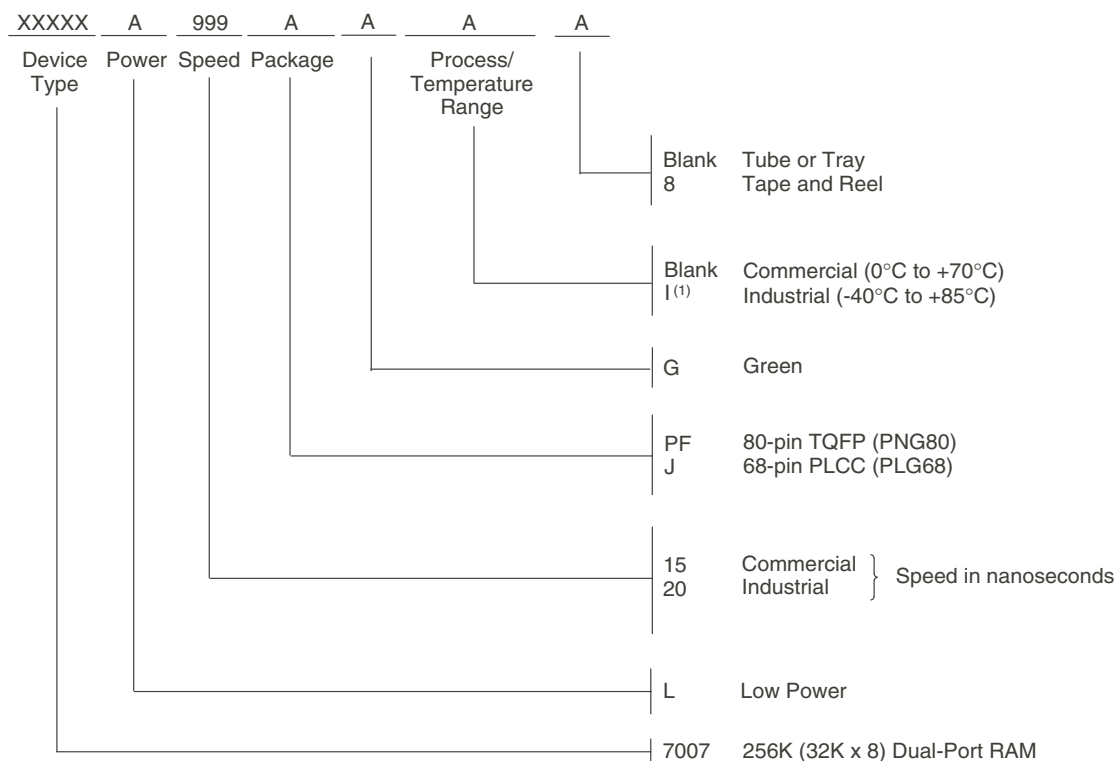 XXXXX A 999 A A A A
Device Type Power Speed Package Process/ Temperature Range
Blank Tube or Tray
8 Tape and Reel
Blank Commercial (0°C to +70°C)
I(1) Industrial (-40°C to +85°C)
G Green
PF 80-pin TQFP (PNG80)
J 68-pin PLCC (PLG68)
15 Commercial
20 Industrial
Speed in nanoseconds
L Low Power
7007 256K (32K x 8) Dual-Port RAM